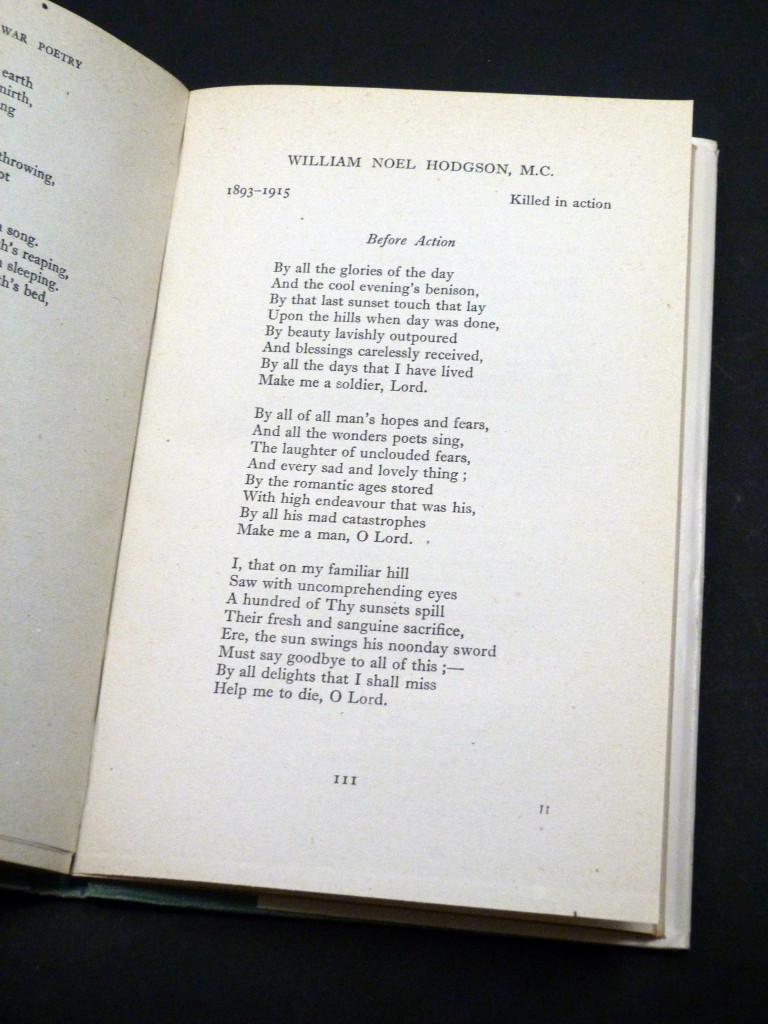 WAR POETRY
earth
mirth,
ng
throwing,
ot
song.
h's reaping,
sleeping.
h's bed,
WILLIAM NOEL HODGSON, M.C.
1893–1915 Killed in action
Before Action
By all the glories of the day
And the cool evening's benison,
By that last sunset touch that lay
Upon the hills when day was done,
By beauty lavishly outpoured
And blessings carelessly received,
By all the days that I have lived
Make me a soldier, Lord.
By all of all man's hopes and fears,
And all the wonders poets sing,
The laughter of unclouded fears,
And every sad and lovely thing ;
By the romantic ages stored
With high endeavour that was his,
By all his mad catastrophes
Make me a man, O Lord.
I, that on my familiar hill
Saw with uncomprehending eyes
A hundred of Thy sunsets spill
Their fresh and sanguine sacrifice,
Ere, the sun swings his noonday sword
Must say goodbye to all of this ;—
By all delights that I shall miss
Help me to die, O Lord.
111
11